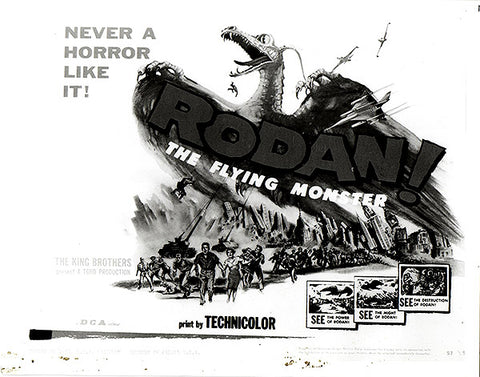 NEVER A
HORROR
LIKE
IT!
RODAN!
THE FLYING MONSTER
THE KING BROTHERS
present A TOHO PRODUCTION
DCA
print by TECHNICOLOR
SEE THE POWER
OF RODAN!
SEE THE MIGHT
OF RODAN!
SEE THE DESTRUCTION
OF RODAN!